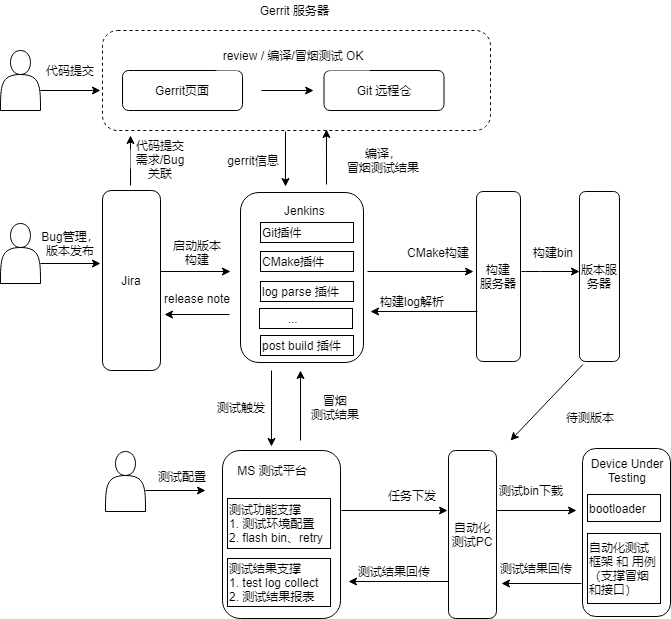 Gerrit 服务器
review / 编译/冒烟测试 OK
代码提交
Gerrit页面
Git 远程仓
代码提交
需求/Bug
关联
gerrit信息
编译，
冒烟测试结果
Bug管理，
版本发布
Jira
启动版本
构建
release note
Jenkins
Git插件
CMake插件
log parse 插件
...
post build 插件
CMake构建
构建log解析
构建
服务器
构建bin
版本服
务器
测试触发
冒烟
测试结果
待测版本
测试配置
MS 测试平台
测试功能支撑
1. 测试环境配置
2. flash bin、retry
测试结果支撑
1. test log collect
2. 测试结果报表
任务下发
测试结果回传
自动化
测试PC
测试bin下载
测试结果回传
Device Under
Testing
bootloader
自动化测试
框架 和 用例
（支撑冒烟
和接口）